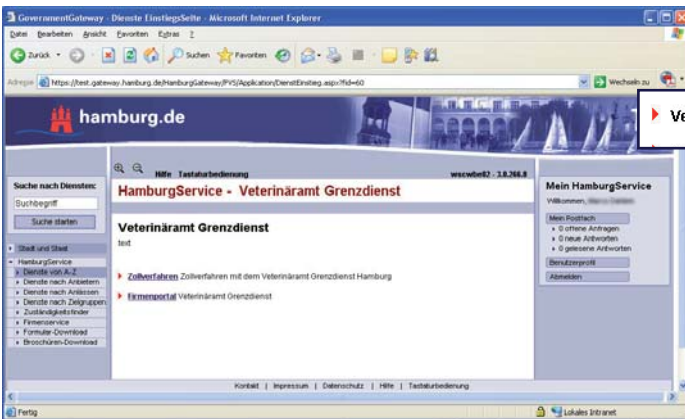 GovernmentGateway - Dienste EinstiegsSeite - Microsoft Internet Explorer
Datei Bearbeiten Ansicht Favoriten Extras ?
Zurück Suchen Favoriten
Adresse https://test.gateway.hamburg.de/HamburgGateway/FVS/Application/DienstEinstieg.aspx?fid=60 Wechseln zu
hamburg.de
Ve
Hilfe Tastaturbedienung wscwbe02 - 3.0.266.0
Suche nach Diensten:
Suchbegriff
Suche starten
Stadt und Staat
HamburgService
Dienste von A-Z
Dienste nach Anbietern
Dienste nach Anlässen
Dienste nach Zielgruppen
Zuständigkeitsfinder
Firmenservice
Formular-Download
Broschüren-Download
HamburgService - Veterinäramt Grenzdienst
Veterinäramt Grenzdienst
text
Zollverfahren Zollverfahren mit dem Veterinäramt Grenzdienst Hamburg
Firmenportal Veterinäramt Grenzdienst
Mein HamburgService
Willkommen,
Mein Postfach
0 offene Anfragen
0 neue Antworten
0 gelesene Antworten
Benutzerprofil
Abmelden
Kontakt | Impressum | Datenschutz | Hilfe | Tastaturbedienung
Fertig Lokales Intranet